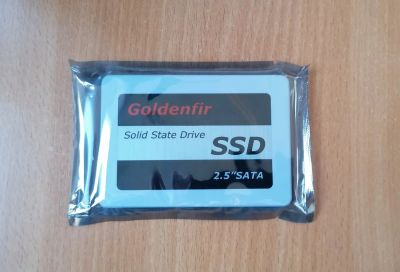 Goldenfir
Solid State Drive
SSD
2.5"SATA